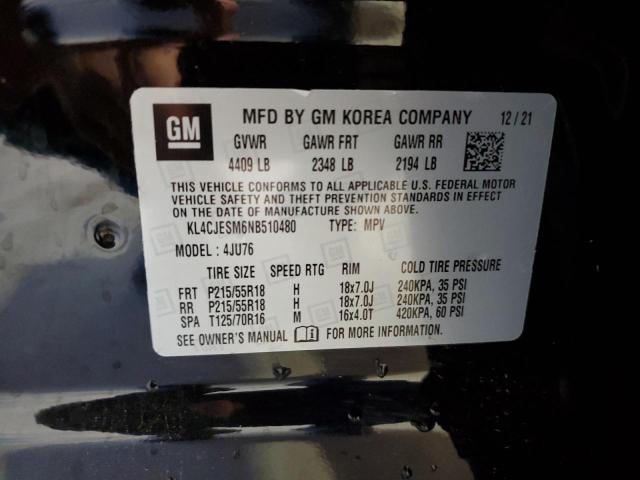 GM
MFD BY GM KOREA COMPANY 12/21
GVWR GAWR FRT GAWR RR
4409 LB 2348 LB 2194 LB
THIS VEHICLE CONFORMS TO ALL APPLICABLE U.S. FEDERAL MOTOR
VEHICLE SAFETY AND THEFT PREVENTION STANDARDS IN EFFECT
ON THE DATE OF MANUFACTURE SHOWN ABOVE.
KL4CJESM6NB510480 TYPE: MPV
MODEL: 4JU76
TIRE SIZE SPEED RTG RIM COLD TIRE PRESSURE
FRT P215/55R18 H 18x7.0J 240KPA, 35 PSI
RR P215/55R18 H 18x7.0J 240KPA, 35 PSI
SPA T125/70R16 M 16x4.0T 420KPA, 60 PSI
SEE OWNER'S MANUAL FOR MORE INFORMATION.